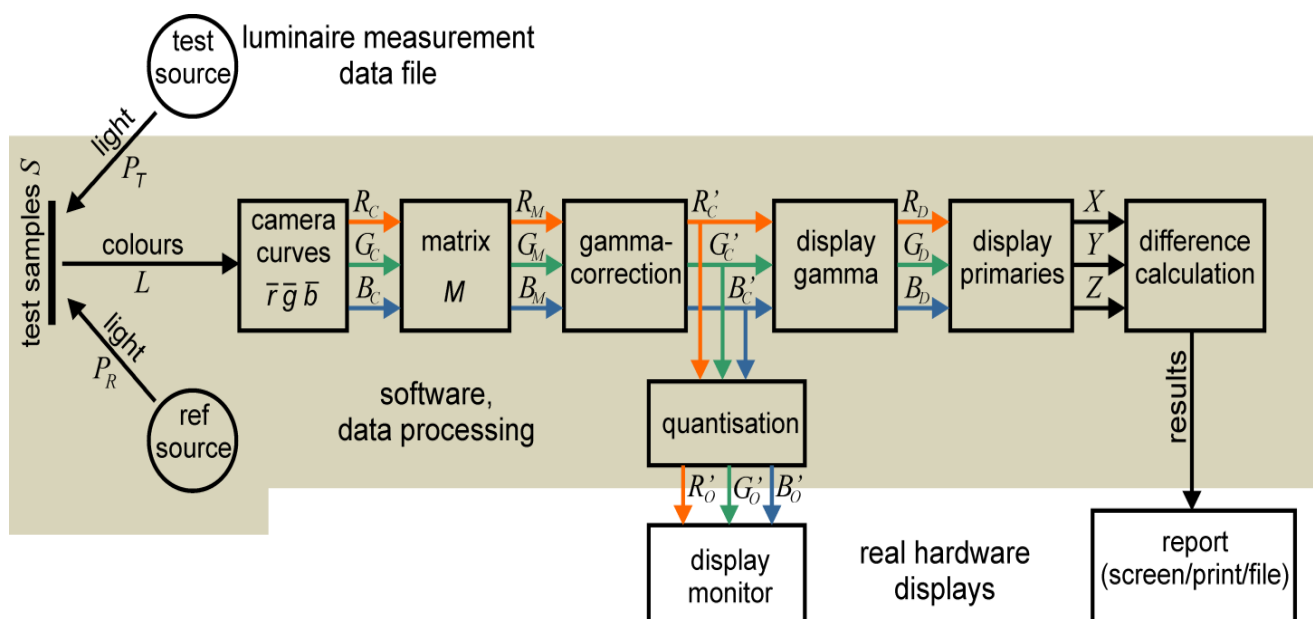 test
source
luminaire measurement
data file
light
P_T
test samples S
colours
L
light
P_R
ref
source
camera
curves
r̅ g̅ b̅
R_C
G_C
B_C
matrix
M
R_M
G_M
B_M
gamma-
correction
R_C'
G_C'
B_C'
display
gamma
R_D
G_D
B_D
display
primaries
X
Y
Z
difference
calculation
software,
data processing
quantisation
R_O'
G_O'
B_O'
display
monitor
real hardware
displays
results
report
(screen/print/file)